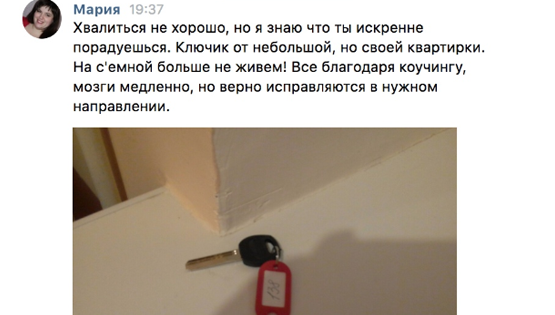 Мария 19:37
Хвалиться не хорошо, но я знаю что ты искренне
порадуешься. Ключик от небольшой, но своей квартирки.
На с'емной больше не живем! Все благодаря коучингу,
мозги медленно, но верно исправляются в нужном
направлении.
138